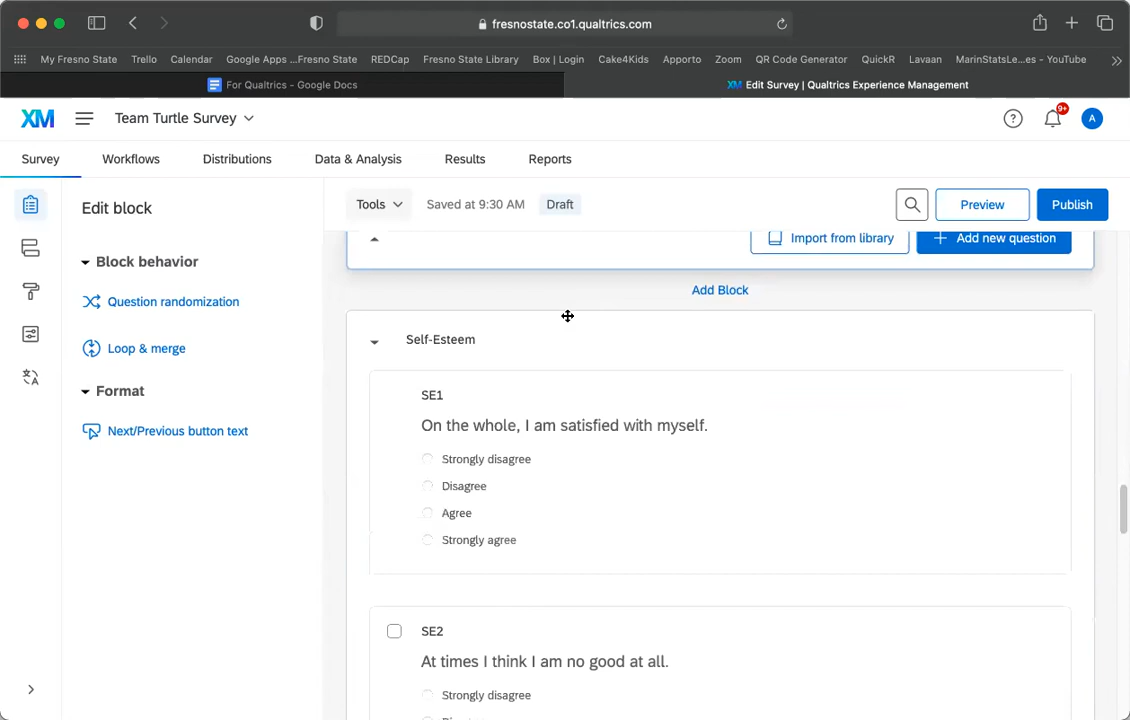 fresnostate.co1.qualtrics.com
My Fresno State Trello Calendar Google Apps ...Fresno State REDCap Fresno State Library Box | Login Cake4Kids Apporto Zoom QR Code Generator QuickR Lavaan MarinStatsLe...es - YouTube
For Qualtrics - Google Docs
XM Edit Survey | Qualtrics Experience Management
XM Team Turtle Survey
9+
A
Survey Workflows Distributions Data & Analysis Results Reports
Edit block
Tools Saved at 9:30 AM Draft Preview Publish
Block behavior
Question randomization
Loop & merge
Format
Next/Previous button text
Import from library
Add new question
Add Block
Self-Esteem
SE1
On the whole, I am satisfied with myself.
Strongly disagree
Disagree
Agree
Strongly agree
SE2
At times I think I am no good at all.
Strongly disagree